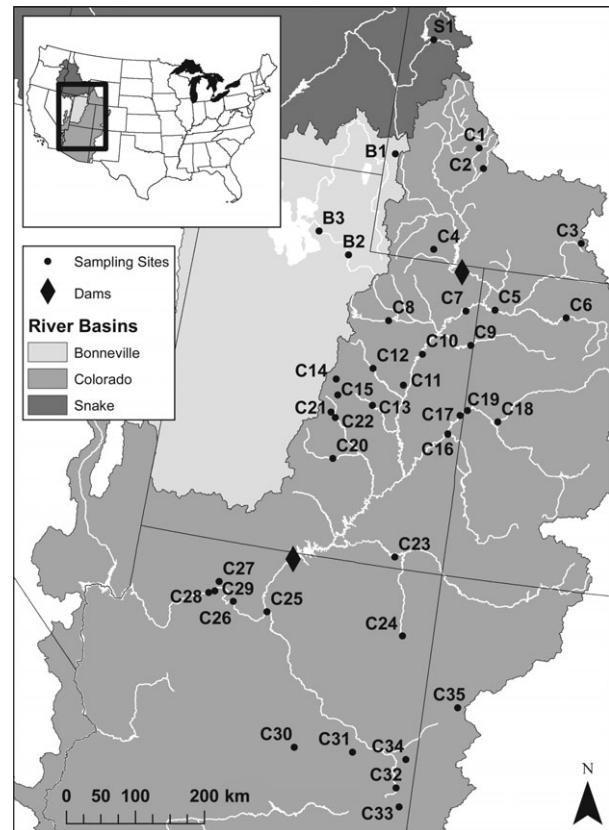 S1
C1
B1
C2
B3
C3
C4
B2
Sampling Sites
Dams
C7
C5
C6
River Basins
C8
Bonneville
C9
C10
Colorado
C12
Snake
C14
C11
C15
C19
C21
C13
C17
C18
C22
C16
C20
C23
C27
C29
C28
C25
C26
C24
C35
C30
C31
C34
N
C32
0 50 100 200 km
C33